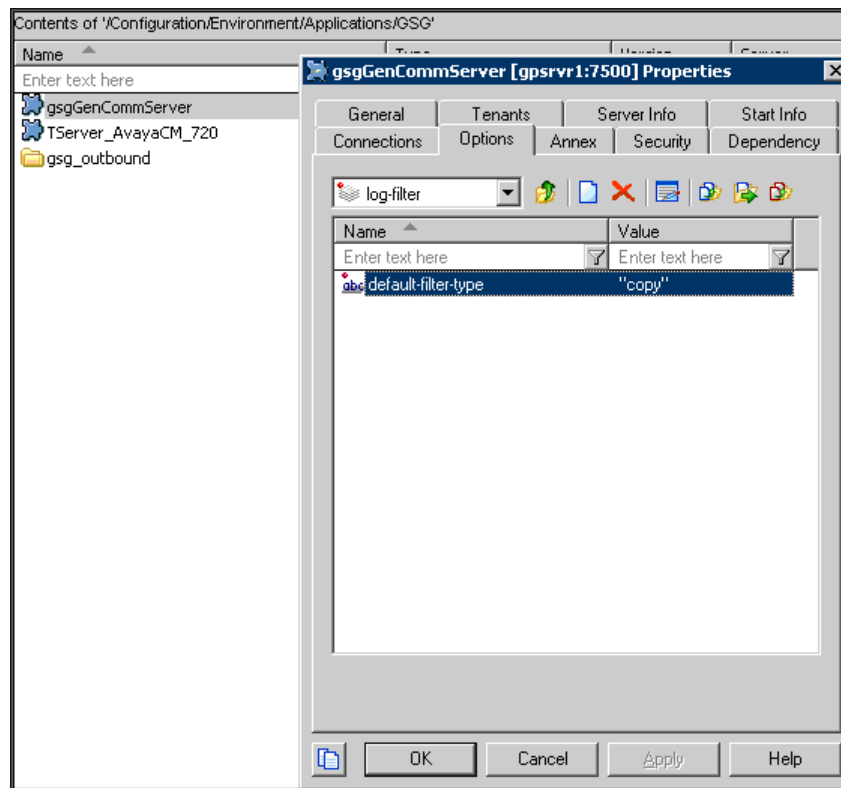 Contents of '/Configuration/Environment/Applications/GSG'
Name
Enter text here
gsgGenCommServer
TServer_AvayaCM_720
gsg_outbound
gsgGenCommServer [gpsrvr1:7500] Properties
General Tenants Server Info Start Info
Connections Options Annex Security Dependency
log-filter
Name Value
Enter text here Enter text here
abc default-filter-type "copy"
OK Cancel Apply Help